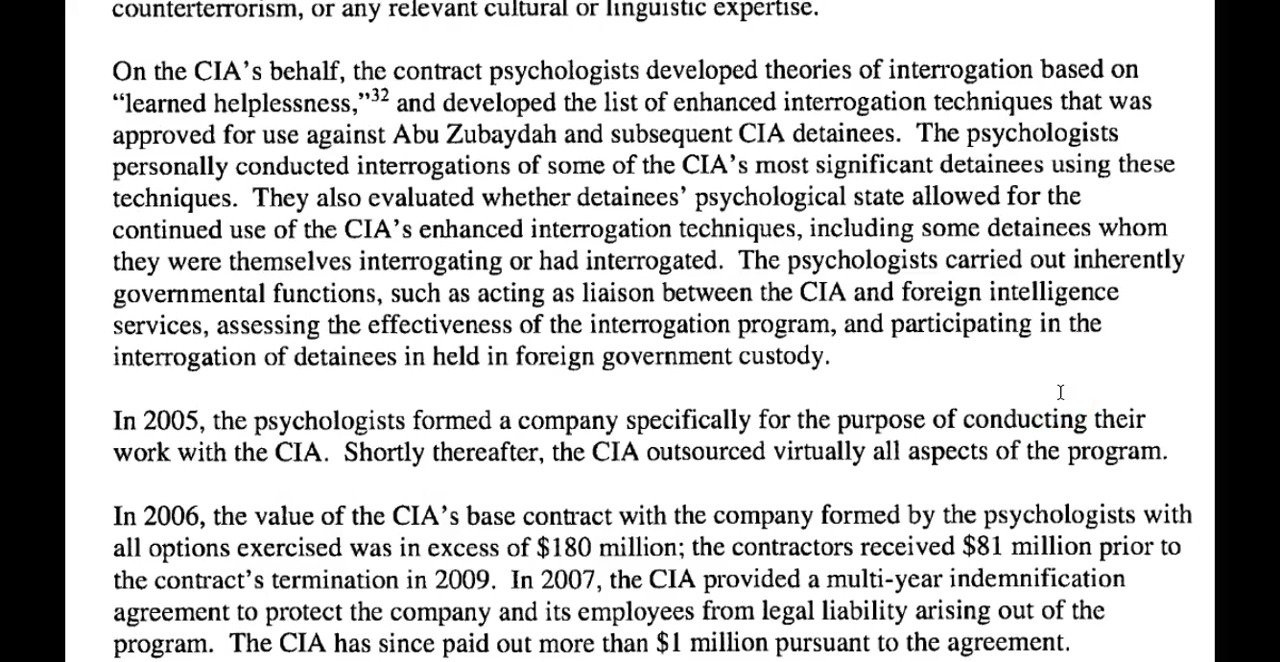 counterterrorism, or any relevant cultural or linguistic expertise.
On the CIA's behalf, the contract psychologists developed theories of interrogation based on
“learned helplessness,”32 and developed the list of enhanced interrogation techniques that was
approved for use against Abu Zubaydah and subsequent CIA detainees. The psychologists
personally conducted interrogations of some of the CIA's most significant detainees using these
techniques. They also evaluated whether detainees' psychological state allowed for the
continued use of the CIA's enhanced interrogation techniques, including some detainees whom
they were themselves interrogating or had interrogated. The psychologists carried out inherently
governmental functions, such as acting as liaison between the CIA and foreign intelligence
services, assessing the effectiveness of the interrogation program, and participating in the
interrogation of detainees in held in foreign government custody.
In 2005, the psychologists formed a company specifically for the purpose of conducting their
work with the CIA. Shortly thereafter, the CIA outsourced virtually all aspects of the program.
In 2006, the value of the CIA's base contract with the company formed by the psychologists with
all options exercised was in excess of $180 million; the contractors received $81 million prior to
the contract's termination in 2009. In 2007, the CIA provided a multi-year indemnification
agreement to protect the company and its employees from legal liability arising out of the
program. The CIA has since paid out more than $1 million pursuant to the agreement.